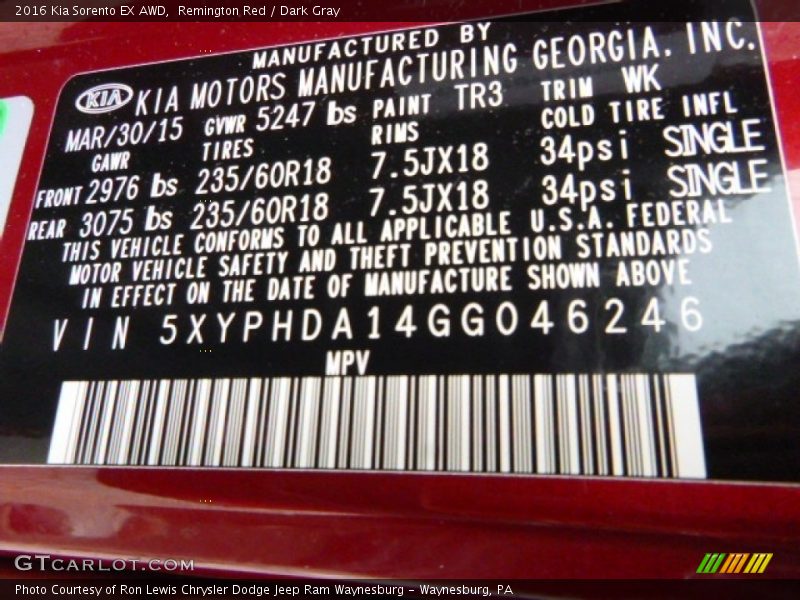 2016 Kia Sorento EX AWD,  Remington Red / Dark Gray
MANUFACTURED BY
KIA KIA MOTORS MANUFACTURING GEORGIA, INC.
MAR/30/15 GVWR 5247 lbs PAINT TR3 TRIM WK
GAWR TIRES RIMS COLD TIRE INFL
FRONT 2976 lbs 235/60R18 7.5JX18 34psi SINGLE
REAR 3075 lbs 235/60R18 7.5JX18 34psi SINGLE
THIS VEHICLE CONFORMS TO ALL APPLICABLE U.S.A. FEDERAL
MOTOR VEHICLE SAFETY AND THEFT PREVENTION STANDARDS
IN EFFECT ON THE DATE OF MANUFACTURE SHOWN ABOVE
VIN 5XYPHDA14GG046246
MPV
GTCARLOT.COM
Photo Courtesy of Ron Lewis Chrysler Dodge Jeep Ram Waynesburg - Waynesburg, PA